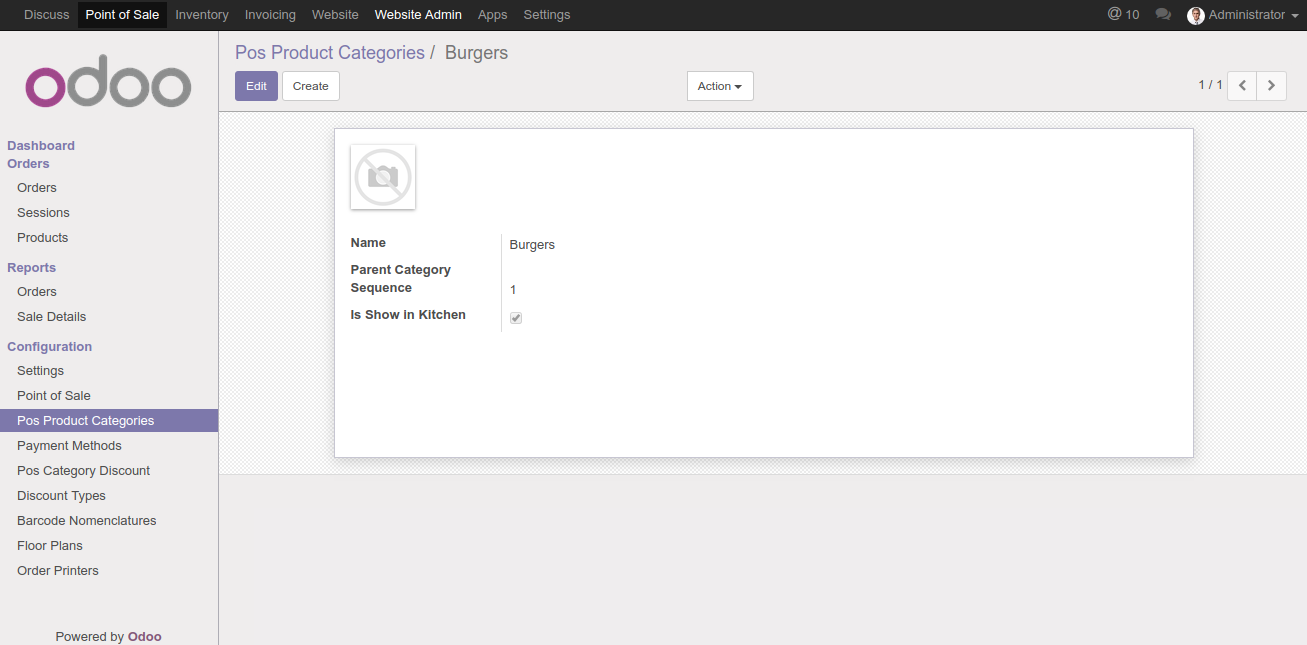 Discuss Point of Sale Inventory Invoicing Website Website Admin Apps Settings @ 10 Administrator
odoo
Pos Product Categories / Burgers
Edit Create Action 1 / 1
Dashboard
Orders
Orders
Sessions
Products
Reports
Orders
Sale Details
Configuration
Settings
Point of Sale
Pos Product Categories
Payment Methods
Pos Category Discount
Discount Types
Barcode Nomenclatures
Floor Plans
Order Printers
Powered by Odoo
Name Burgers
Parent Category
Sequence 1
Is Show in Kitchen